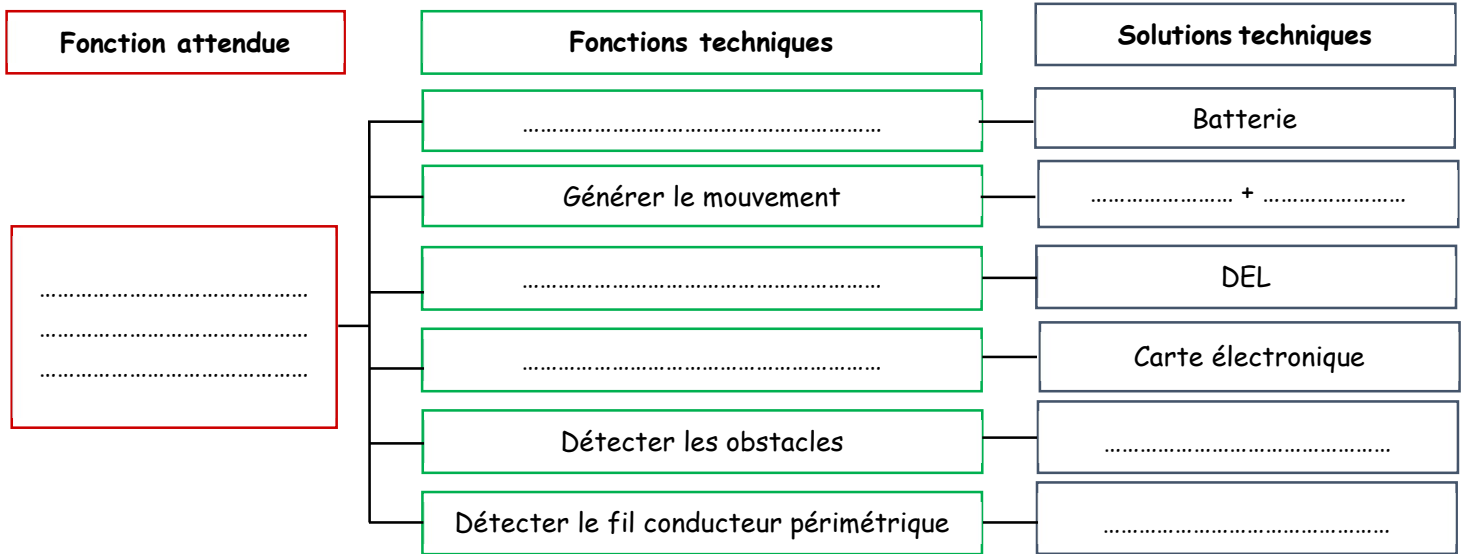 Fonction attendue
Fonctions techniques
Solutions techniques
……………………………………………………
Batterie
Générer le mouvement
…………………… + ……………………
………………………………………
………………………………………
………………………………………
……………………………………………………
DEL
……………………………………………………
Carte électronique
Détecter les obstacles
…………………………………………
Détecter le fil conducteur périmétrique
…………………………………………